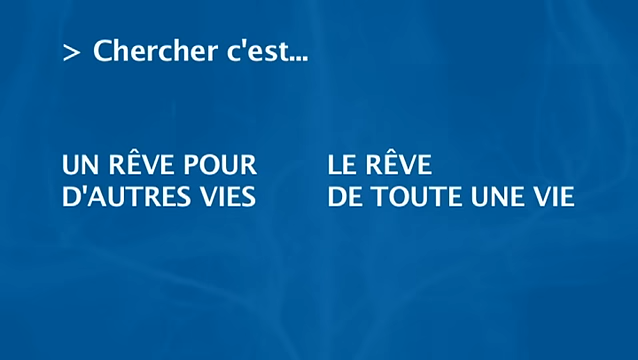 > Chercher c'est...
UN RÊVE POUR
D'AUTRES VIES
LE RÊVE
DE TOUTE UNE VIE